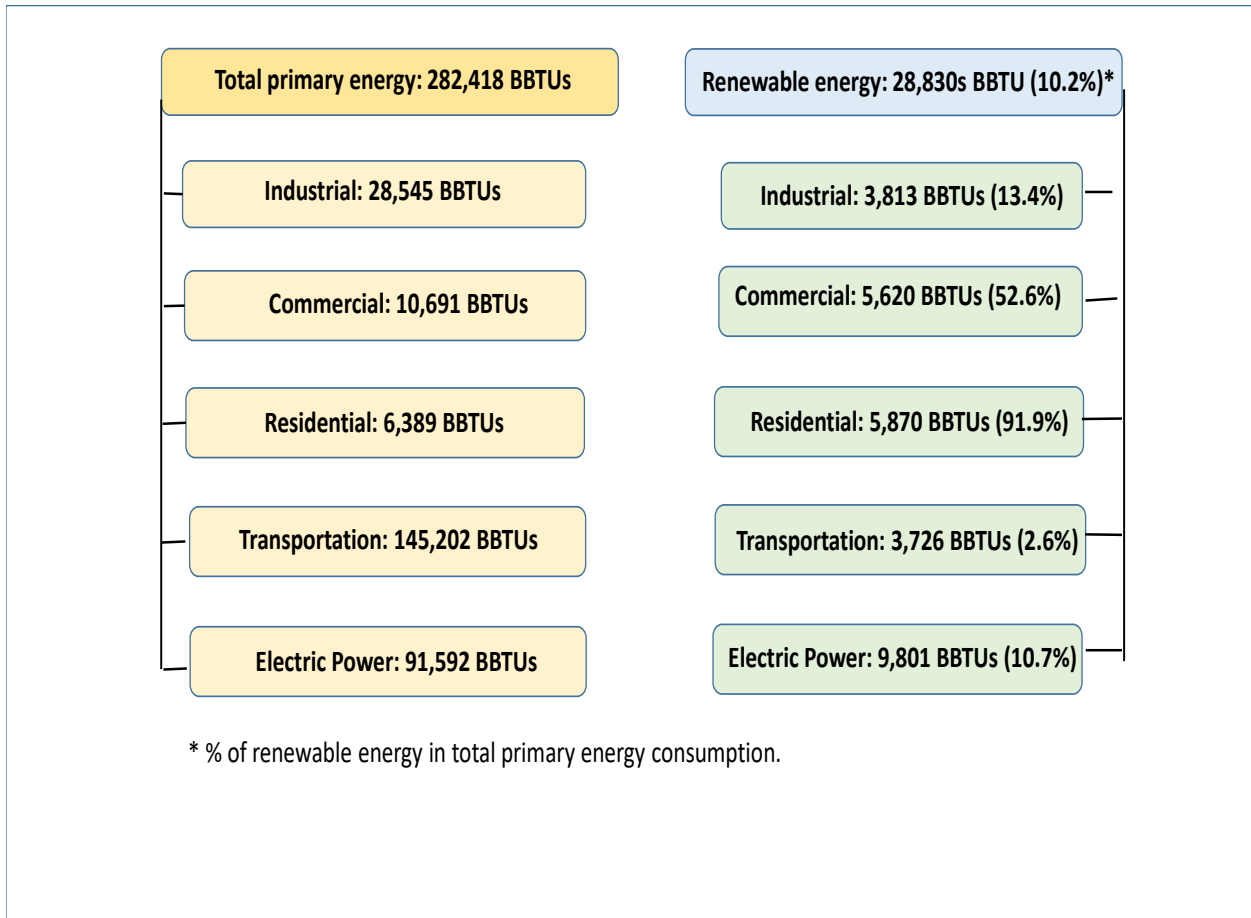 Total primary energy: 282,418 BBTUs
Renewable energy: 28,830s BBTU (10.2%)*
Industrial: 28,545 BBTUs
Industrial: 3,813 BBTUs (13.4%)
Commercial: 10,691 BBTUs
Commercial: 5,620 BBTUs (52.6%)
Residential: 6,389 BBTUs
Residential: 5,870 BBTUs (91.9%)
Transportation: 145,202 BBTUs
Transportation: 3,726 BBTUs (2.6%)
Electric Power: 91,592 BBTUs
Electric Power: 9,801 BBTUs (10.7%)
* % of renewable energy in total primary energy consumption.